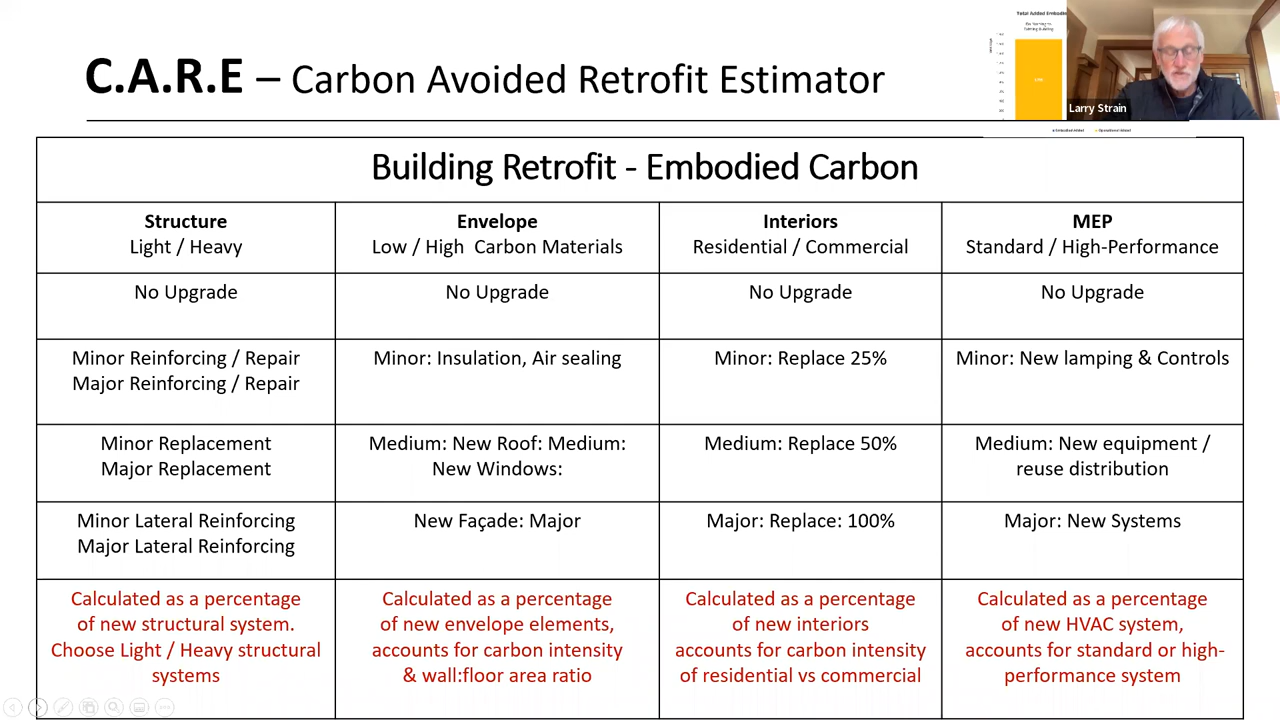 Total Added Embodi
C.A.R.E – Carbon Avoided Retrofit Estimator
Larry Strain
Building Retrofit - Embodied Carbon
Structure
Light / Heavy
Envelope
Low / High Carbon Materials
Interiors
Residential / Commercial
MEP
Standard / High-Performance
No Upgrade
No Upgrade
No Upgrade
No Upgrade
Minor Reinforcing / Repair
Major Reinforcing / Repair
Minor: Insulation, Air sealing
Minor: Replace 25%
Minor: New lamping & Controls
Minor Replacement
Major Replacement
Medium: New Roof: Medium:
New Windows:
Medium: Replace 50%
Medium: New equipment /
reuse distribution
Minor Lateral Reinforcing
Major Lateral Reinforcing
New Façade: Major
Major: Replace: 100%
Major: New Systems
Calculated as a percentage
of new structural system.
Choose Light / Heavy structural
systems
Calculated as a percentage
of new envelope elements,
accounts for carbon intensity
& wall:floor area ratio
Calculated as a percentage
of new interiors
accounts for carbon intensity
of residential vs commercial
Calculated as a percentage
of new HVAC system,
accounts for standard or high-
performance system